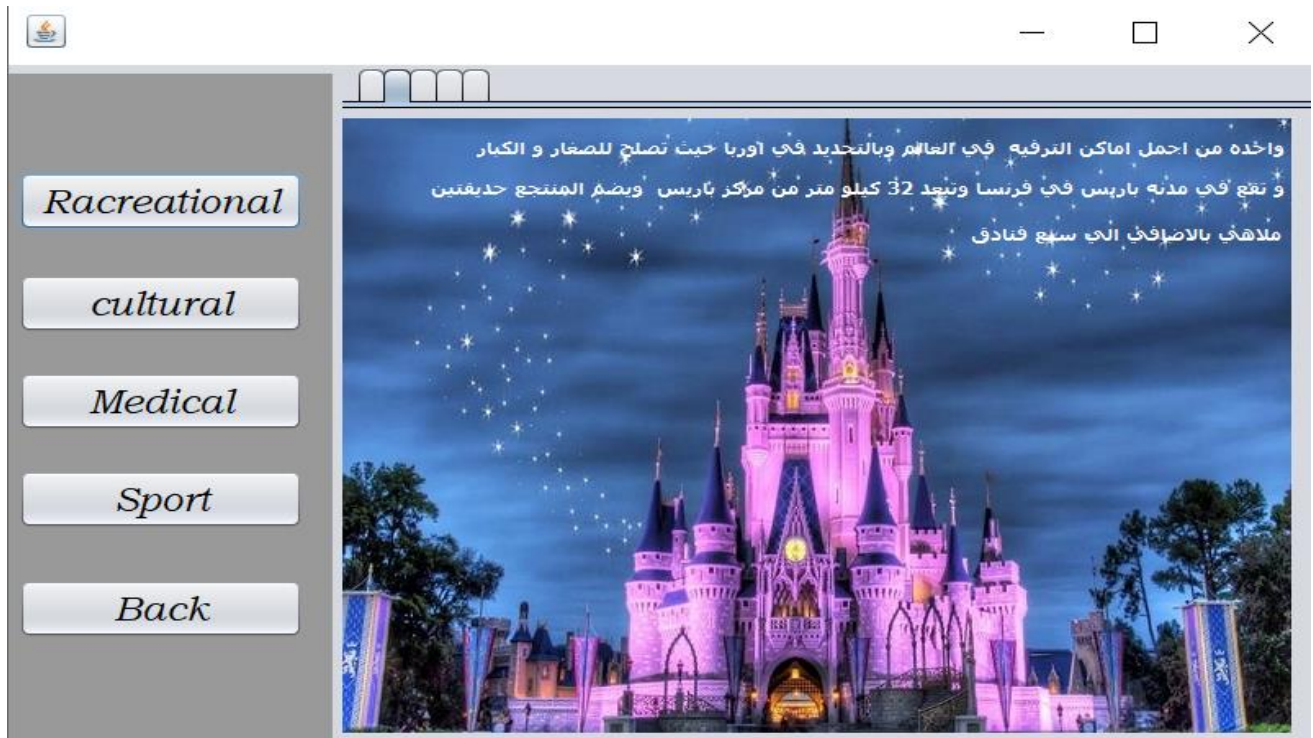 Racreational
cultural
Medical
Sport
Back
واحده من اجمل اماكن الترفيه في العالم وبالتحديد في اوربا حيث تصلح للصغار و الكبار
و تقع في مدنه باريس في فرنسا وتبعد 32 كيلو متر من مركز باريس ويضم المنتجع حديقتين
ملاهي بالاضافي الي سبع فنادق